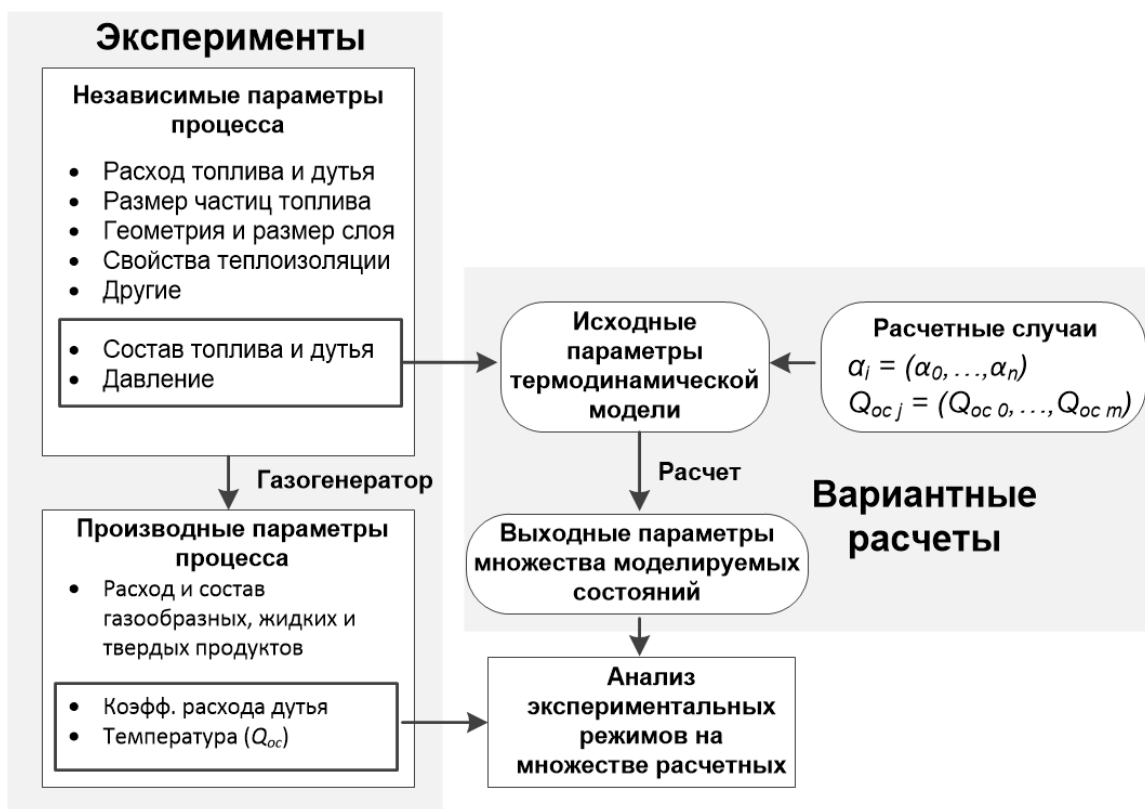 Эксперименты
Независимые параметры
процесса
• Расход топлива и дутья
• Размер частиц топлива
• Геометрия и размер слоя
• Свойства теплоизоляции
• Другие
• Состав топлива и дутья
• Давление
Газогенератор
Производные параметры
процесса
• Расход и состав
газообразных, жидких и
твердых продуктов
• Коэфф. расхода дутья
• Температура (Qос)
Исходные
параметры
термодинамической
модели
Расчетные случаи
αi = (α0,…,αn)
Qос j = (Qос 0,…,Qос m)
Расчет
Вариантные
расчеты
Выходные параметры
множества моделируемых
состояний
Анализ
экспериментальных
режимов на
множестве расчетных